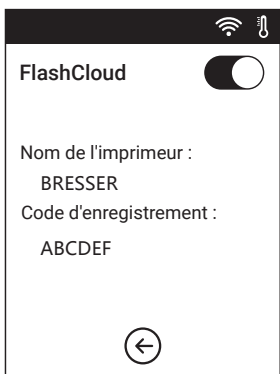 FlashCloud
Nom de l'imprimeur :
BRESSER
Code d'enregistrement :
ABCDEF